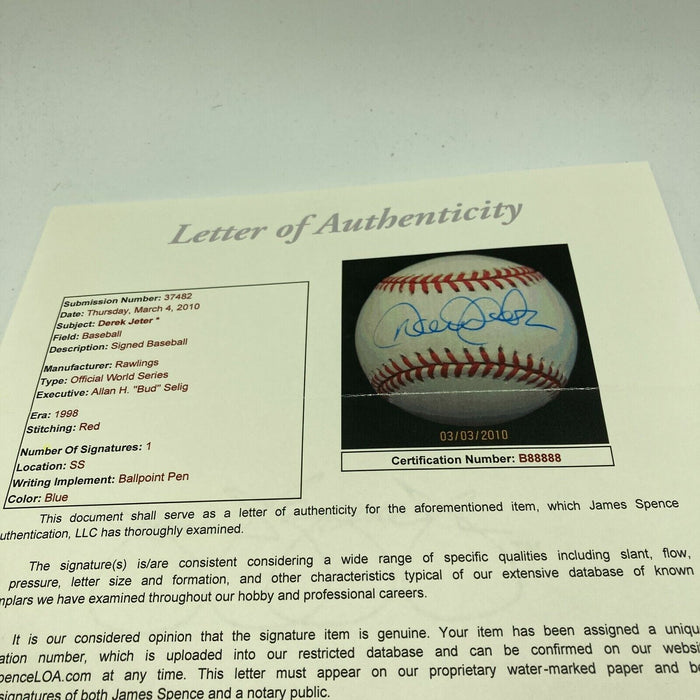 Letter of Authenticity
Submission Number: 37482
Date: Thursday, March 4, 2010
Subject: Derek Jeter *
Field: Baseball
Description: Signed Baseball
Manufacturer: Rawlings
Type: Official World Series
Executive: Allan H. "Bud" Selig
Era: 1998
Stitching: Red
Number Of Signatures: 1
Location: SS
Writing Implement: Ballpoint Pen
Color: Blue
Derek Jeter
03/03/2010
Certification Number: B88888
This document shall serve as a letter of authenticity for the aforementioned item, which James Spence
uthentication, LLC has thoroughly examined.
The signature(s) is/are consistent considering a wide range of specific qualities including slant, flow,
pressure, letter size and formation, and other characteristics typical of our extensive database of known
mplars we have examined throughout our hobby and professional careers.
It is our considered opinion that the signature item is genuine. Your item has been assigned a uniqu
ation number, which is uploaded into our restricted database and can be confirmed on our websi
penceLOA.com at any time. This letter must appear on our proprietary water-marked paper and be
signatures of both James Spence and a notary public.